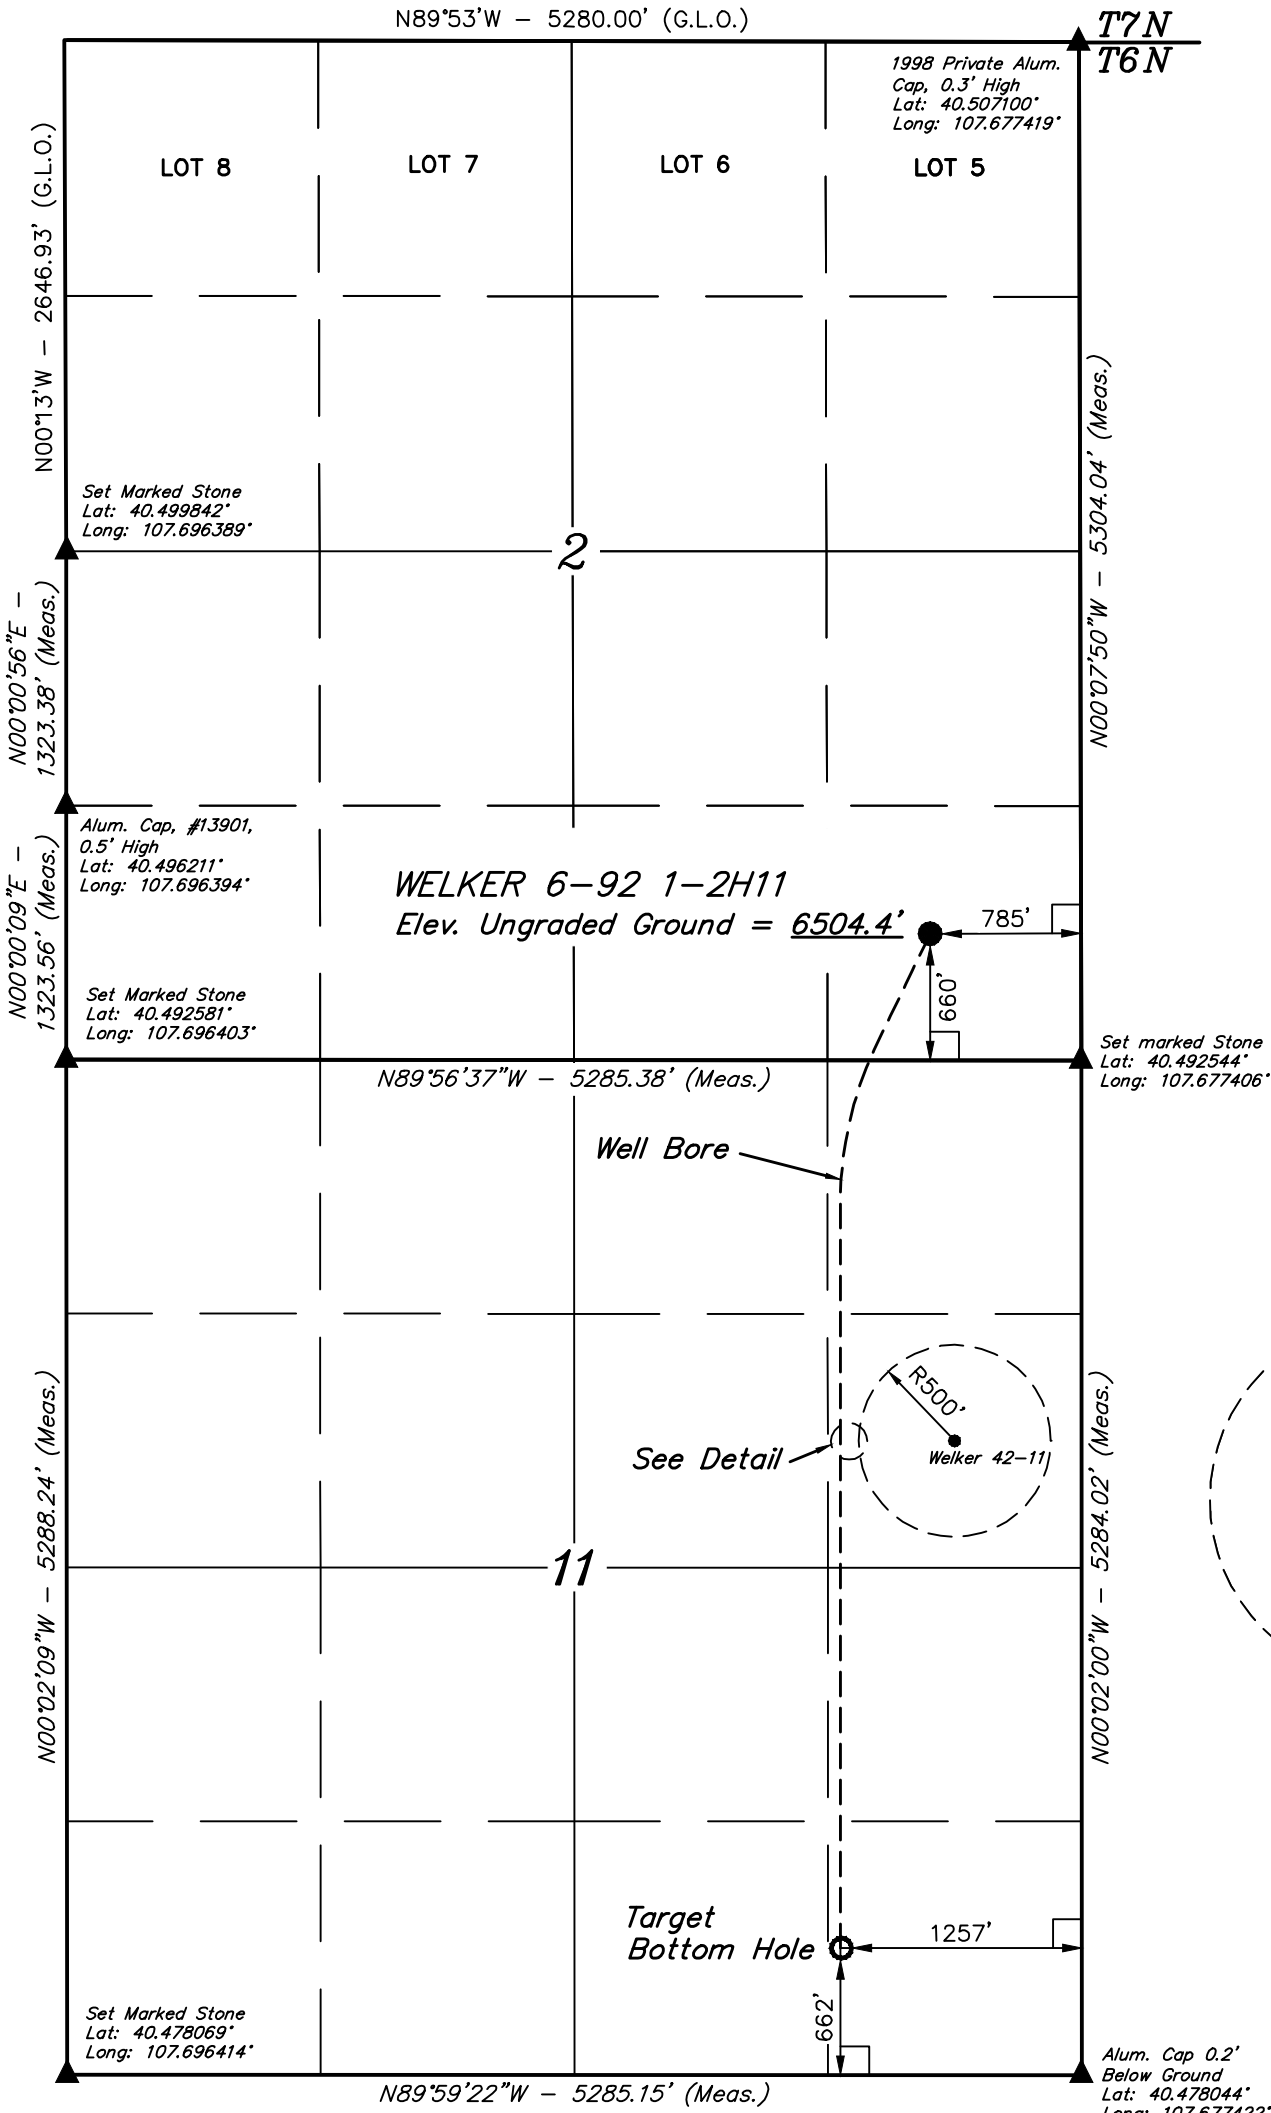 N89°53'W - 5280.00' (G.L.O.)
T7N
T6N
1998 Private Alum.
Cap, 0.3' High
Lat: 40.507100°
Long: 107.677419°
LOT 8
LOT 7
LOT 6
LOT 5
N00°13'W - 2646.93' (G.L.O.)
Set Marked Stone
Lat: 40.499842°
Long: 107.696389°
2
N00°07'50"W - 5304.04' (Meas.)
N00°00'56"E -
1323.38' (Meas.)
Alum. Cap, #13901,
0.5' High
Lat: 40.496211°
Long: 107.696394°
N00°00'09"E -
1323.56' (Meas.)
WELKER 6-92 1-2H11
Elev. Ungraded Ground = 6504.4'
785'
660'
Set Marked Stone
Lat: 40.492581°
Long: 107.696403°
Set marked Stone
Lat: 40.492544°
Long: 107.677406°
N89°56'37"W - 5285.38' (Meas.)
Well Bore
R500'
Welker 42-11
See Detail
N00°02'09"W - 5288.24' (Meas.)
N00°02'00"W - 5284.02' (Meas.)
11
Target
Bottom Hole
1257'
662'
Set Marked Stone
Lat: 40.478069°
Long: 107.696414°
Alum. Cap 0.2'
Below Ground
Lat: 40.478044°
Long: 107.677422°
N89°59'22"W - 5285.15' (Meas.)